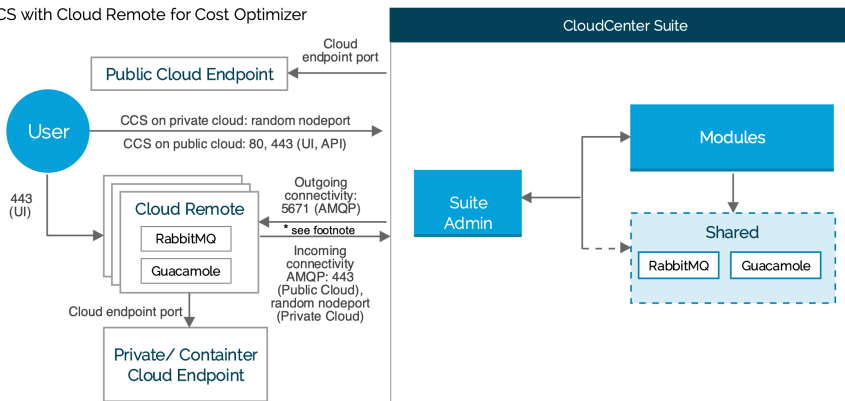 CS with Cloud Remote for Cost Optimizer
CloudCenter Suite
Cloud
endpoint port
Public Cloud Endpoint
User
CCS on private cloud: random nodeport
CCS on public cloud: 80, 443 (UI, API)
Modules
443
(UI)
Outgoing
connectivity:
5671 (AMQP)
Suite
Admin
Cloud Remote
* see footnote
RabbitMQ
Guacamole
Incoming
connectivity
AMQP: 443
(Public Cloud),
random nodeport
(Private Cloud)
Shared
RabbitMQ
Guacamole
Cloud endpoint port
Private/ Containter
Cloud Endpoint